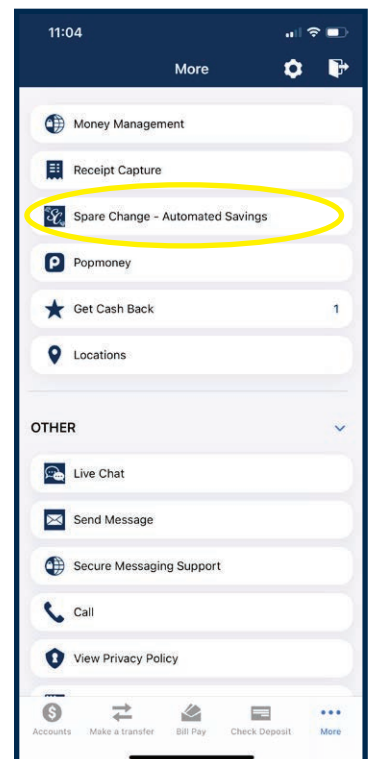 11:04
More
Money Management
Receipt Capture
Spare Change - Automated Savings
Popmoney
Get Cash Back 1
Locations
OTHER
Live Chat
Send Message
Secure Messaging Support
Call
View Privacy Policy
Accounts Make a transfer Bill Pay Check Deposit More